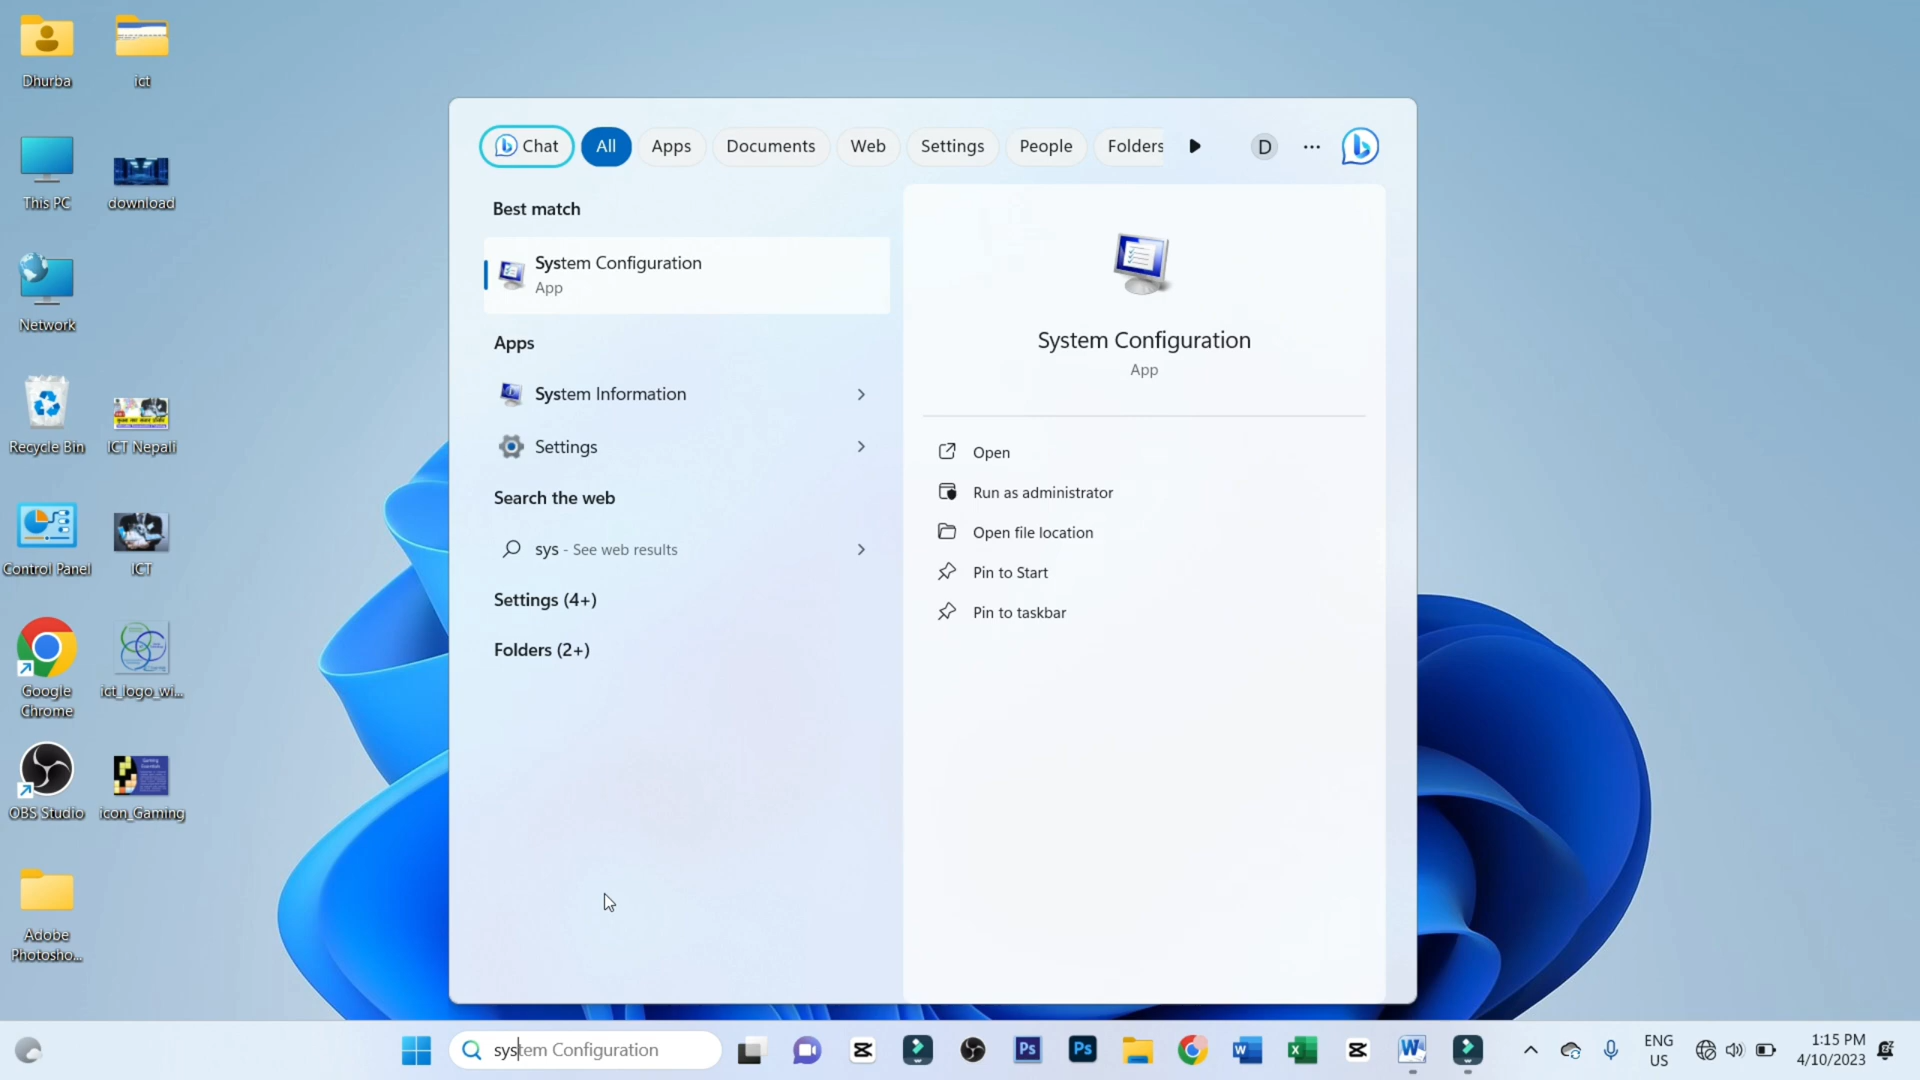 Dhurba
ict
This PC
download
Network
Recycle Bin
ICT Nepali
Control Panel
ICT
Google
Chrome
ict_logo_wi...
OBS Studio
icon_Gaming
Adobe
Photosho...
Chat
All
Apps
Documents
Web
Settings
People
Folders
D
Best match
System Configuration
App
Apps
System Information
Settings
Search the web
sys - See web results
Settings (4+)
Folders (2+)
System Configuration
App
Open
Run as administrator
Open file location
Pin to Start
Pin to taskbar
system Configuration
Ps
Ps
W
X
W
ENG
US
1:15 PM
4/10/2023